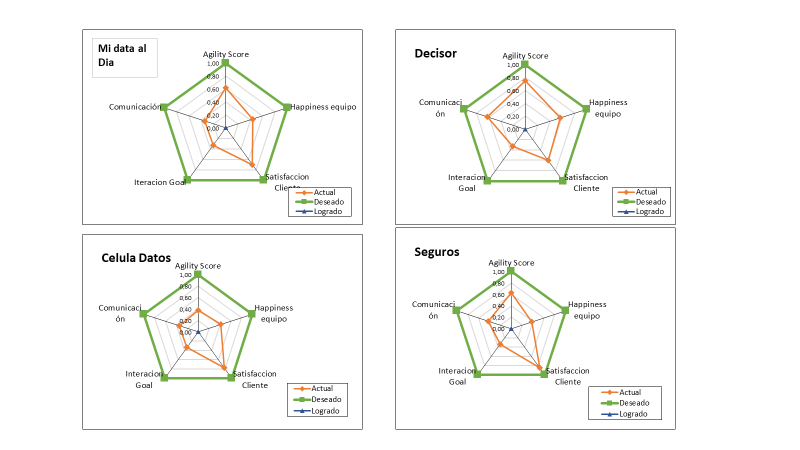 Mi data al
Dia
Agility Score
1,00
0,80
0,60
0,40
0,20
0,00
Happiness equipo
Satisfaccion
Cliente
Iteracion Goal
Comunicación
Actual
Deseado
Logrado
Decisor
Agility Score
1,00
0,80
0,60
0,40
0,20
0,00
Happiness
equipo
Satisfaccion
Cliente
Interacion
Goal
Comunicaci
ón
Actual
Deseado
Logrado
Celula Datos
Agility Score
1,00
0,80
0,60
0,40
0,20
0,00
Happiness
equipo
Satisfaccion
Cliente
Interacion
Goal
Comunicaci
ón
Actual
Deseado
Logrado
Seguros
Agility Score
1,00
0,80
0,60
0,40
0,20
0,00
Happiness
equipo
Satisfaccion
Cliente
Interacion
Goal
Comunicaci
ón
Actual
Deseado
Logrado